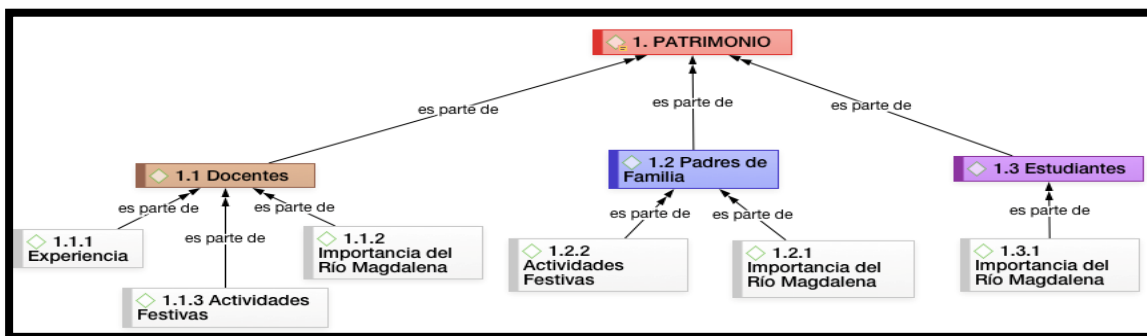 1. PATRIMONIO
es parte de
es parte de
es parte de
1.1 Docentes
1.2 Padres de
Familia
1.3 Estudiantes
es parte de
es parte de
es parte de
es parte de
es parte de
es parte de
1.1.1
Experiencia
1.1.3 Actividades
Festivas
1.1.2
Importancia del
Río Magdalena
1.2.2
Actividades
Festivas
1.2.1
Importancia del
Río Magdalena
1.3.1
Importancia del
Río Magdalena